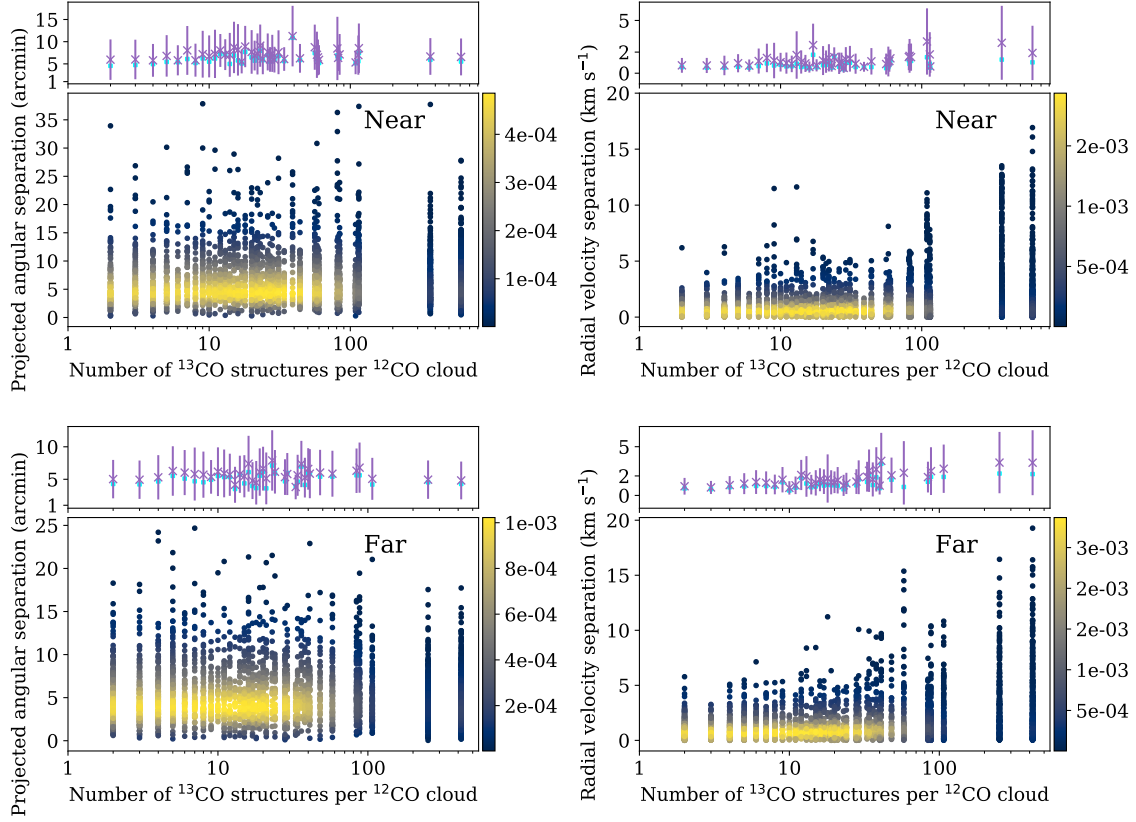 Projected angular separation (arcmin)
15
10
5
1
35
30
25
20
15
10
5
0
Near
4e-04
3e-04
2e-04
1e-04
1
10
100
Number of ¹³CO structures per ¹²CO cloud
Radial velocity separation (km s⁻¹)
5
2
0
20
15
10
5
0
Near
2e-03
1e-03
5e-04
1
10
100
Number of ¹³CO structures per ¹²CO cloud
Projected angular separation (arcmin)
10
5
1
25
20
15
10
5
0
Far
1e-03
8e-04
6e-04
4e-04
2e-04
1
10
100
Number of ¹³CO structures per ¹²CO cloud
Radial velocity separation (km s⁻¹)
5
2
0
20
15
10
5
0
Far
3e-03
2e-03
2e-03
1e-03
5e-04
1
10
100
Number of ¹³CO structures per ¹²CO cloud